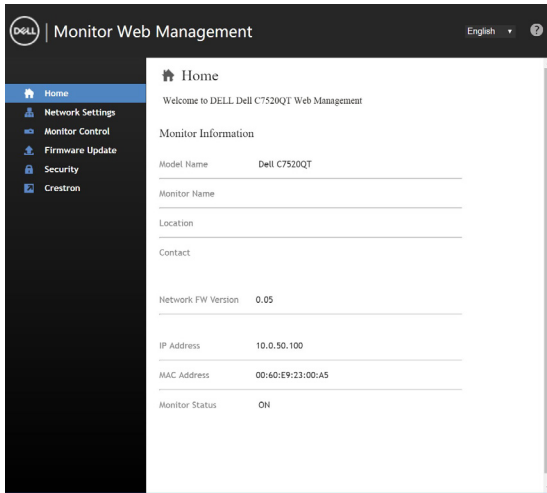 DELL | Monitor Web Management
English ▼ ?
Home
Welcome to DELL Dell C7520QT Web Management
Home
Network Settings
Monitor Control
Firmware Update
Security
Crestron
Monitor Information
Model Name Dell C7520QT
Monitor Name
Location
Contact
Network FW Version 0.05
IP Address 10.0.50.100
MAC Address 00:60:E9:23:00:A5
Monitor Status ON